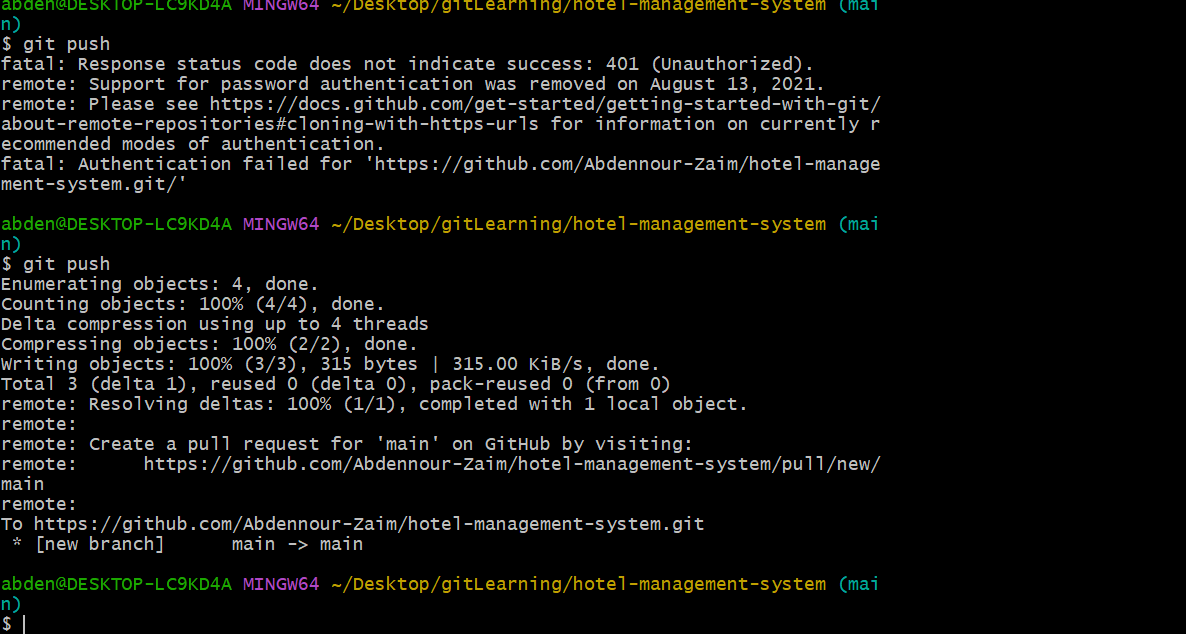 abden@DESKTOP-LC9KD4A MINGW64 ~/Desktop/gitLearning/hotel-management-system (mai
n)
$ git push
fatal: Response status code does not indicate success: 401 (Unauthorized).
remote: Support for password authentication was removed on August 13, 2021.
remote: Please see https://docs.github.com/get-started/getting-started-with-git/
about-remote-repositories#cloning-with-https-urls for information on currently r
ecommended modes of authentication.
fatal: Authentication failed for 'https://github.com/Abdennour-Zaim/hotel-manage
ment-system.git/'
abden@DESKTOP-LC9KD4A MINGW64 ~/Desktop/gitLearning/hotel-management-system (mai
n)
$ git push
Enumerating objects: 4, done.
Counting objects: 100% (4/4), done.
Delta compression using up to 4 threads
Compressing objects: 100% (2/2), done.
Writing objects: 100% (3/3), 315 bytes | 315.00 KiB/s, done.
Total 3 (delta 1), reused 0 (delta 0), pack-reused 0 (from 0)
remote: Resolving deltas: 100% (1/1), completed with 1 local object.
remote:
remote: Create a pull request for 'main' on GitHub by visiting:
remote:      https://github.com/Abdennour-Zaim/hotel-management-system/pull/new/
main
remote:
To https://github.com/Abdennour-Zaim/hotel-management-system.git
 * [new branch]      main -> main
abden@DESKTOP-LC9KD4A MINGW64 ~/Desktop/gitLearning/hotel-management-system (mai
n)
$